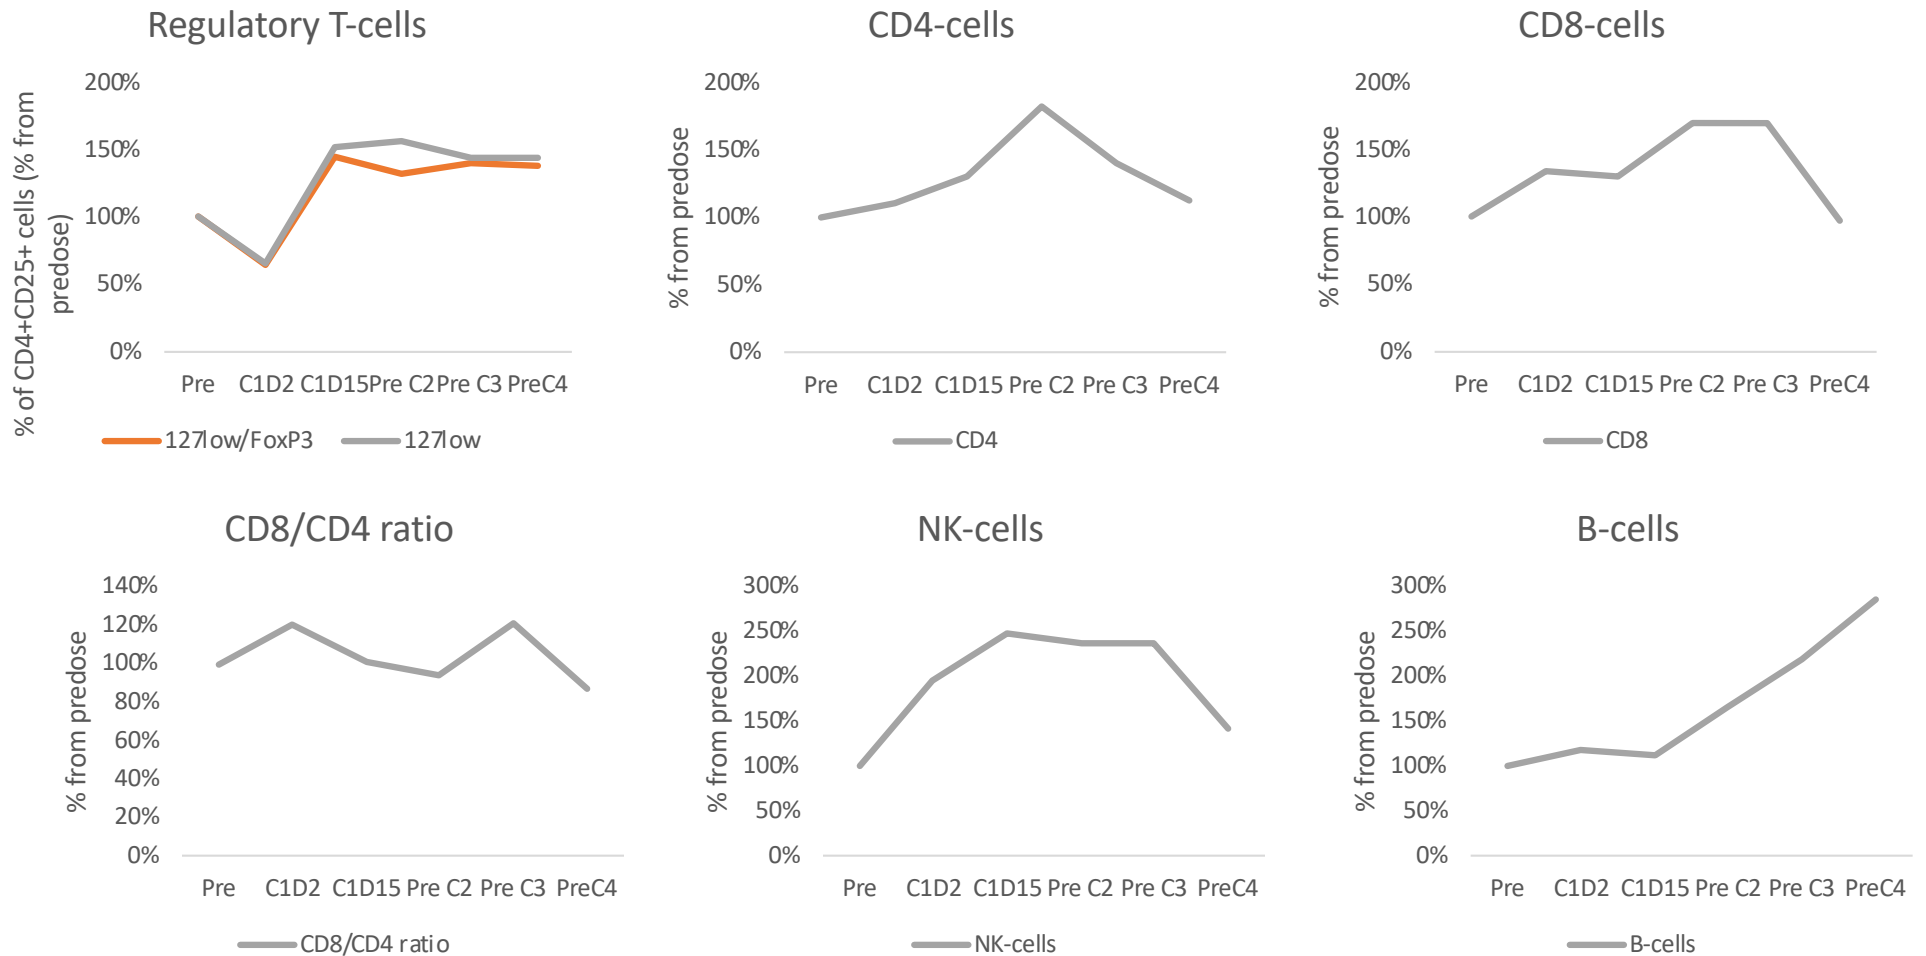 Regulatory T-cells
% of CD4+CD25+ cells (% from
predose)
200%
150%
100%
50%
0%
Pre C1D2 C1D15 Pre C2 Pre C3 PreC4
127low/FoxP3 127low
CD4-cells
% from predose
200%
150%
100%
50%
0%
Pre C1D2 C1D15 Pre C2 Pre C3 PreC4
CD4
CD8-cells
% from predose
200%
150%
100%
50%
0%
Pre C1D2 C1D15 Pre C2 Pre C3 PreC4
CD8
CD8/CD4 ratio
% from predose
140%
120%
100%
80%
60%
40%
20%
0%
Pre C1D2 C1D15 Pre C2 Pre C3 PreC4
CD8/CD4 ratio
NK-cells
% from predose
300%
250%
200%
150%
100%
50%
0%
Pre C1D2 C1D15 Pre C2 Pre C3 PreC4
NK-cells
B-cells
% from predose
300%
250%
200%
150%
100%
50%
0%
Pre C1D2 C1D15 Pre C2 Pre C3 PreC4
B-cells